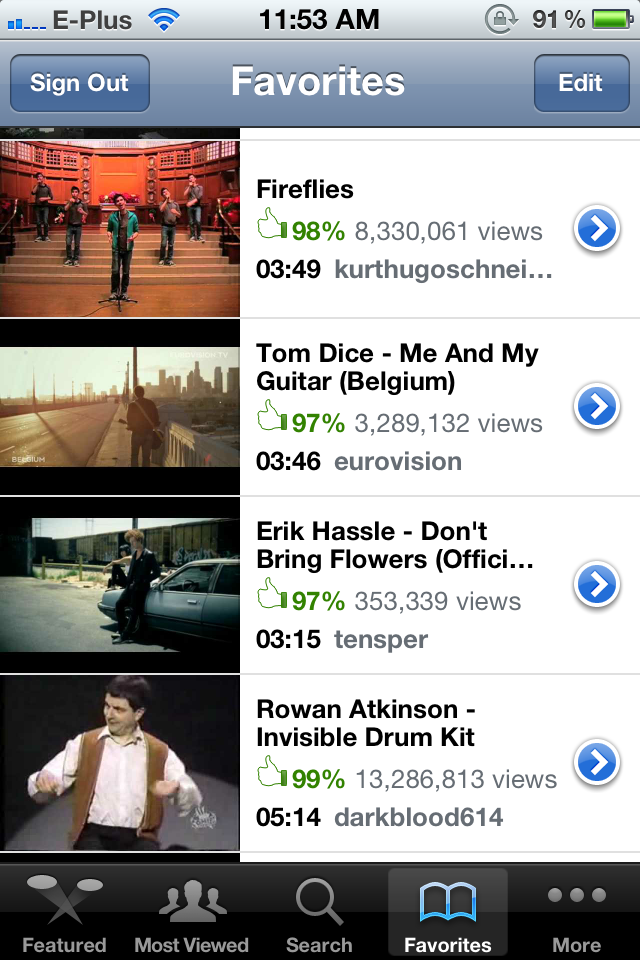 E-Plus 11:53 AM 91 %
Sign Out Favorites Edit
Fireflies
98% 8,330,061 views
03:49 kurthugoschnei...
EUROVISION.TV
BELGIUM
Tom Dice - Me And My
Guitar (Belgium)
97% 3,289,132 views
03:46 eurovision
Erik Hassle - Don't
Bring Flowers (Offici...
97% 353,339 views
03:15 tensper
Rowan Atkinson -
Invisible Drum Kit
99% 13,286,813 views
05:14 darkblood614
Featured Most Viewed Search Favorites More